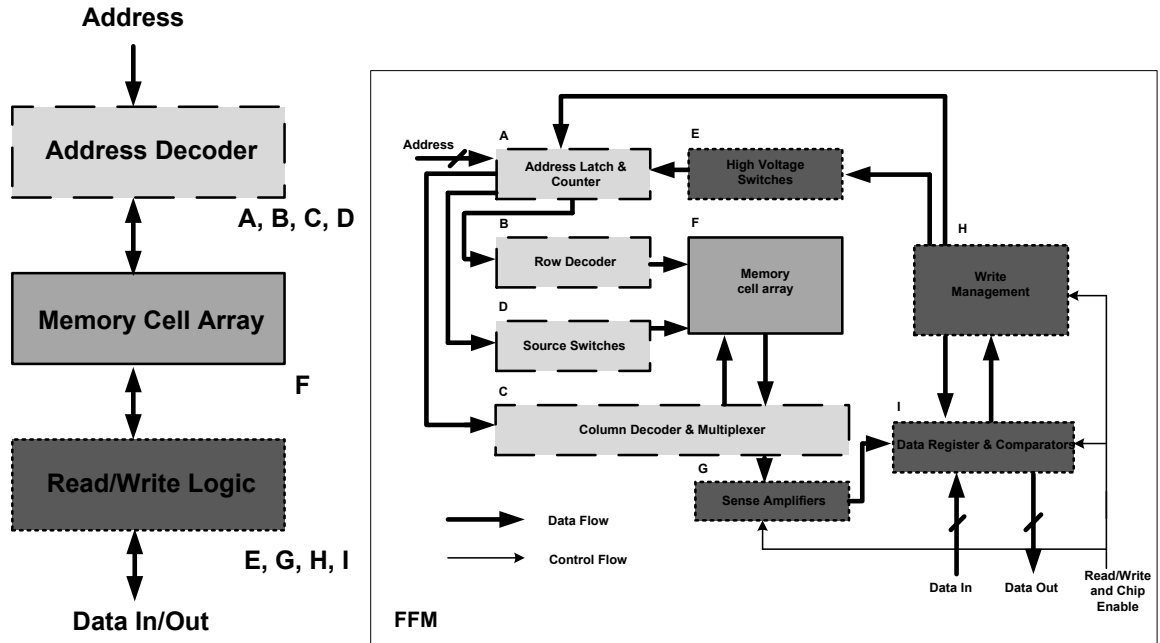 Address
Address Decoder
A, B, C, D
Memory Cell Array
F
Read/Write Logic
E, G, H, I
Data In/Out
A
Address
Address Latch &
Counter
E
High Voltage
Switches
B
Row Decoder
F
Memory
cell array
H
Write
Management
D
Source Switches
C
Column Decoder & Multiplexer
I
Data Register & Comparators
G
Sense Amplifiers
Data Flow
Control Flow
Data In
Data Out
Read/Write
and Chip
Enable
FFM